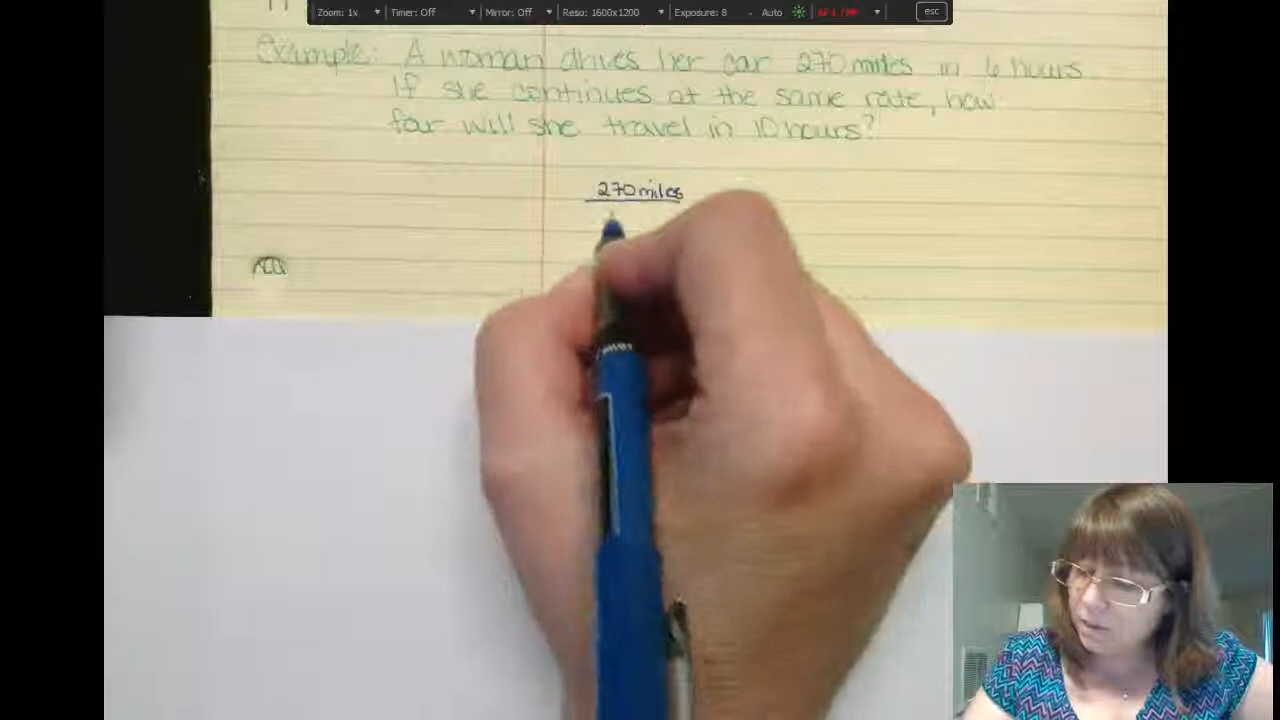 Zoom: 1x Timer: Off Mirror: Off Reso: 1600x1200 Exposure: 8 - Auto esc
Example: A woman drives her car 270 miles in 6 hours.
If she continues at the same rate, how
far will she travel in 10 hours?
270 miles